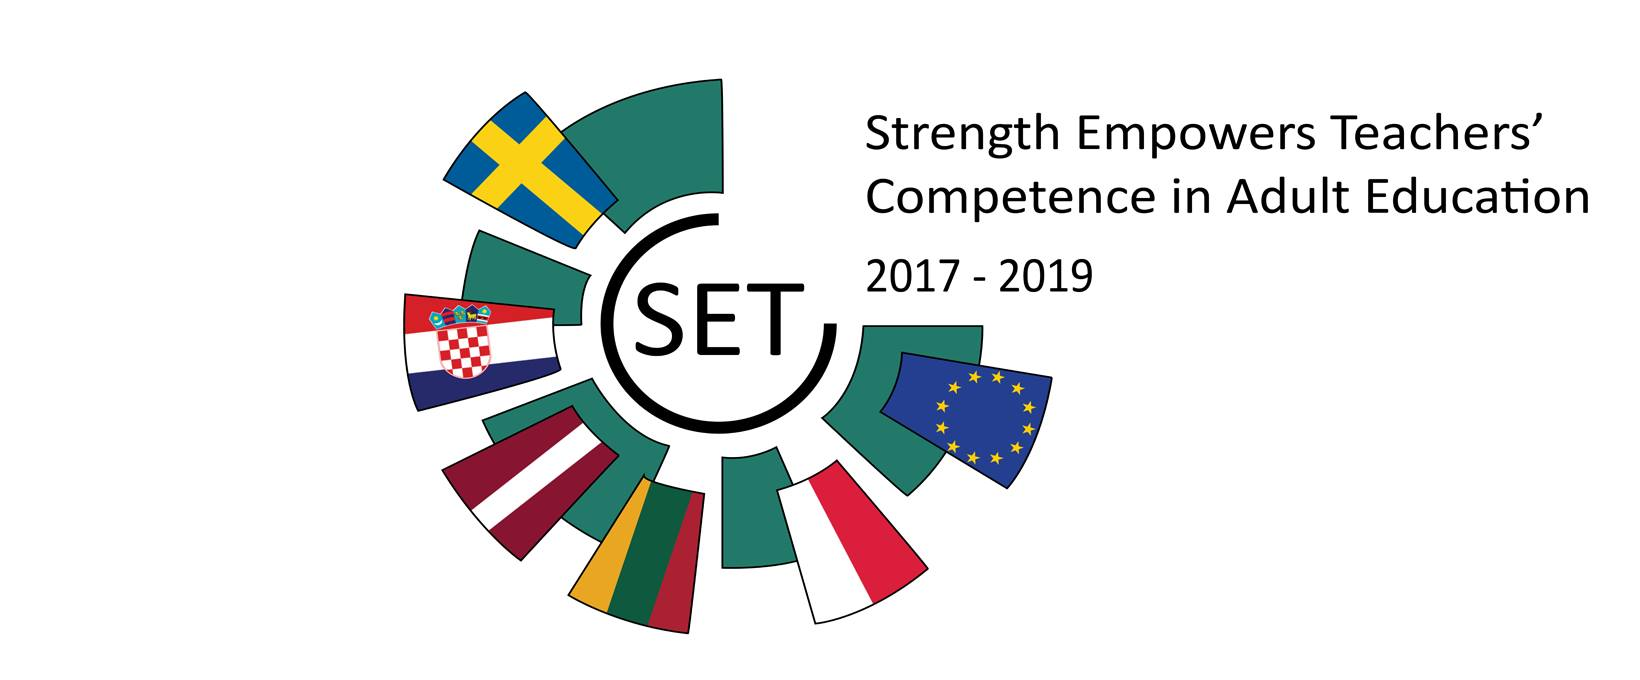 Strength Empowers Teachers’
Competence in Adult Education
2017 - 2019
SET